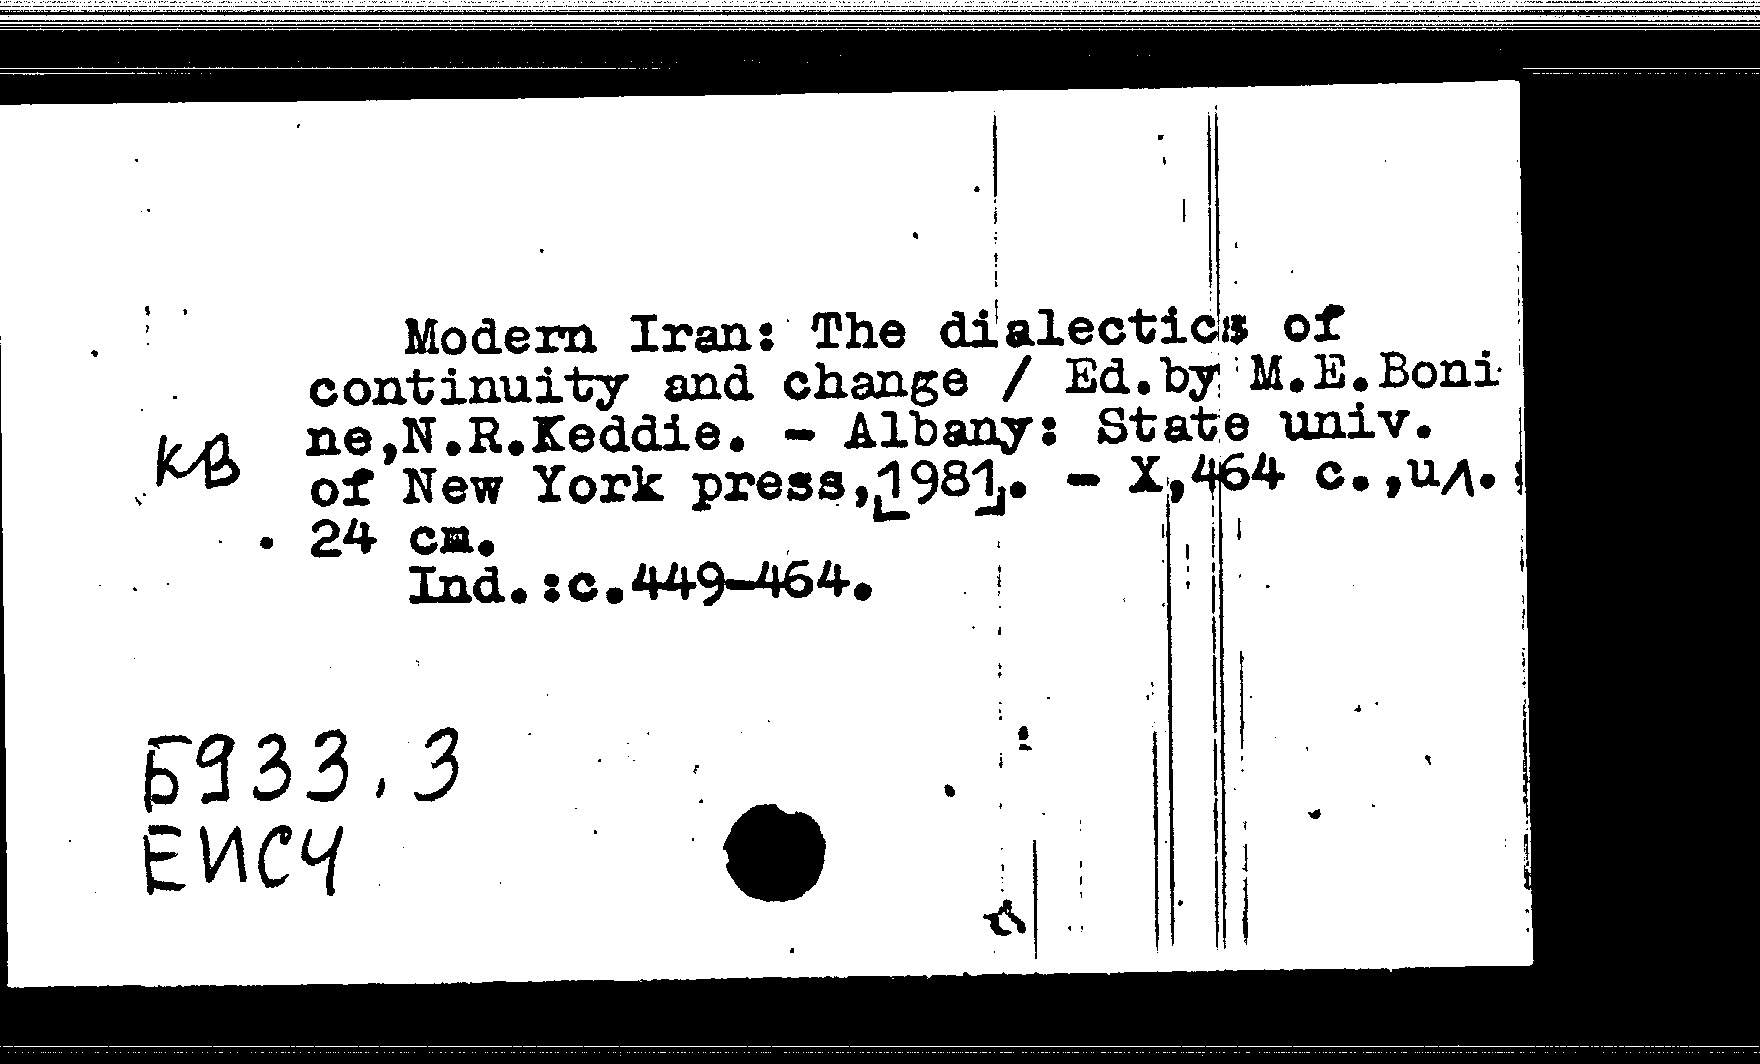 Modern Iran: The dialectics of
continuity and change / Ed.by M.E.Boni
ne,N.R.Keddie. - Albany: State univ.
КВ
of New York press,[1981]. - X,464 с.,ил.;
24 cm.
Ind.:с.449-464.
Б933.3
ЕИСЧ